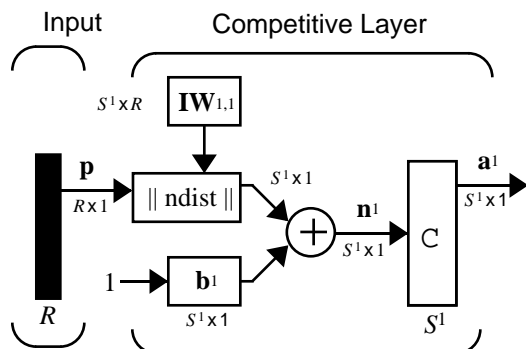 Input
Competitive Layer
S¹ x R
IW1,1
p
R x 1
|| ndist ||
S¹ x 1
n1
S¹ x 1
a1
S¹ x 1
C
1
b1
S¹ x 1
R
S¹